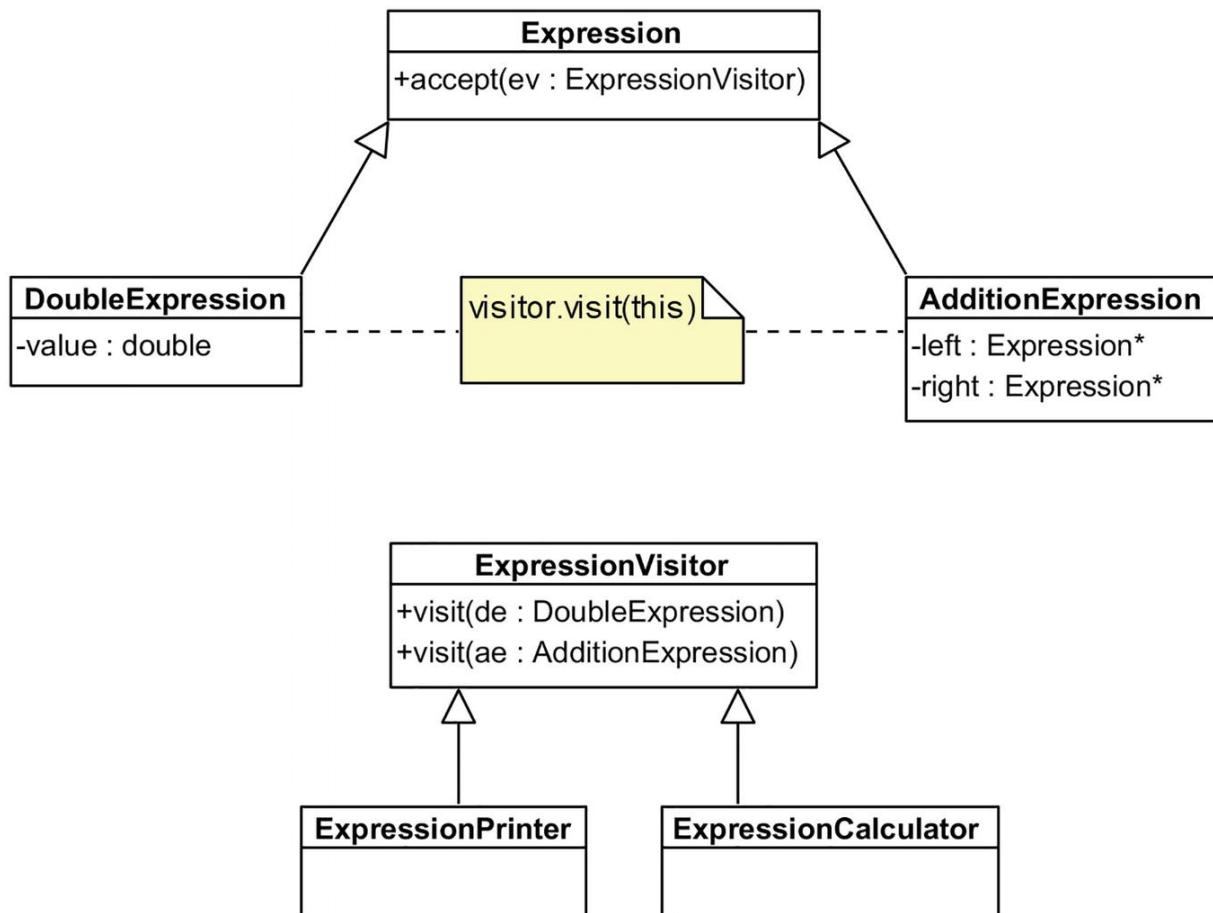 Expression
+accept(ev : ExpressionVisitor)
DoubleExpression
-value : double
visitor.visit(this)
AdditionExpression
-left : Expression*
-right : Expression*
ExpressionVisitor
+visit(de : DoubleExpression)
+visit(ae : AdditionExpression)
ExpressionPrinter
ExpressionCalculator